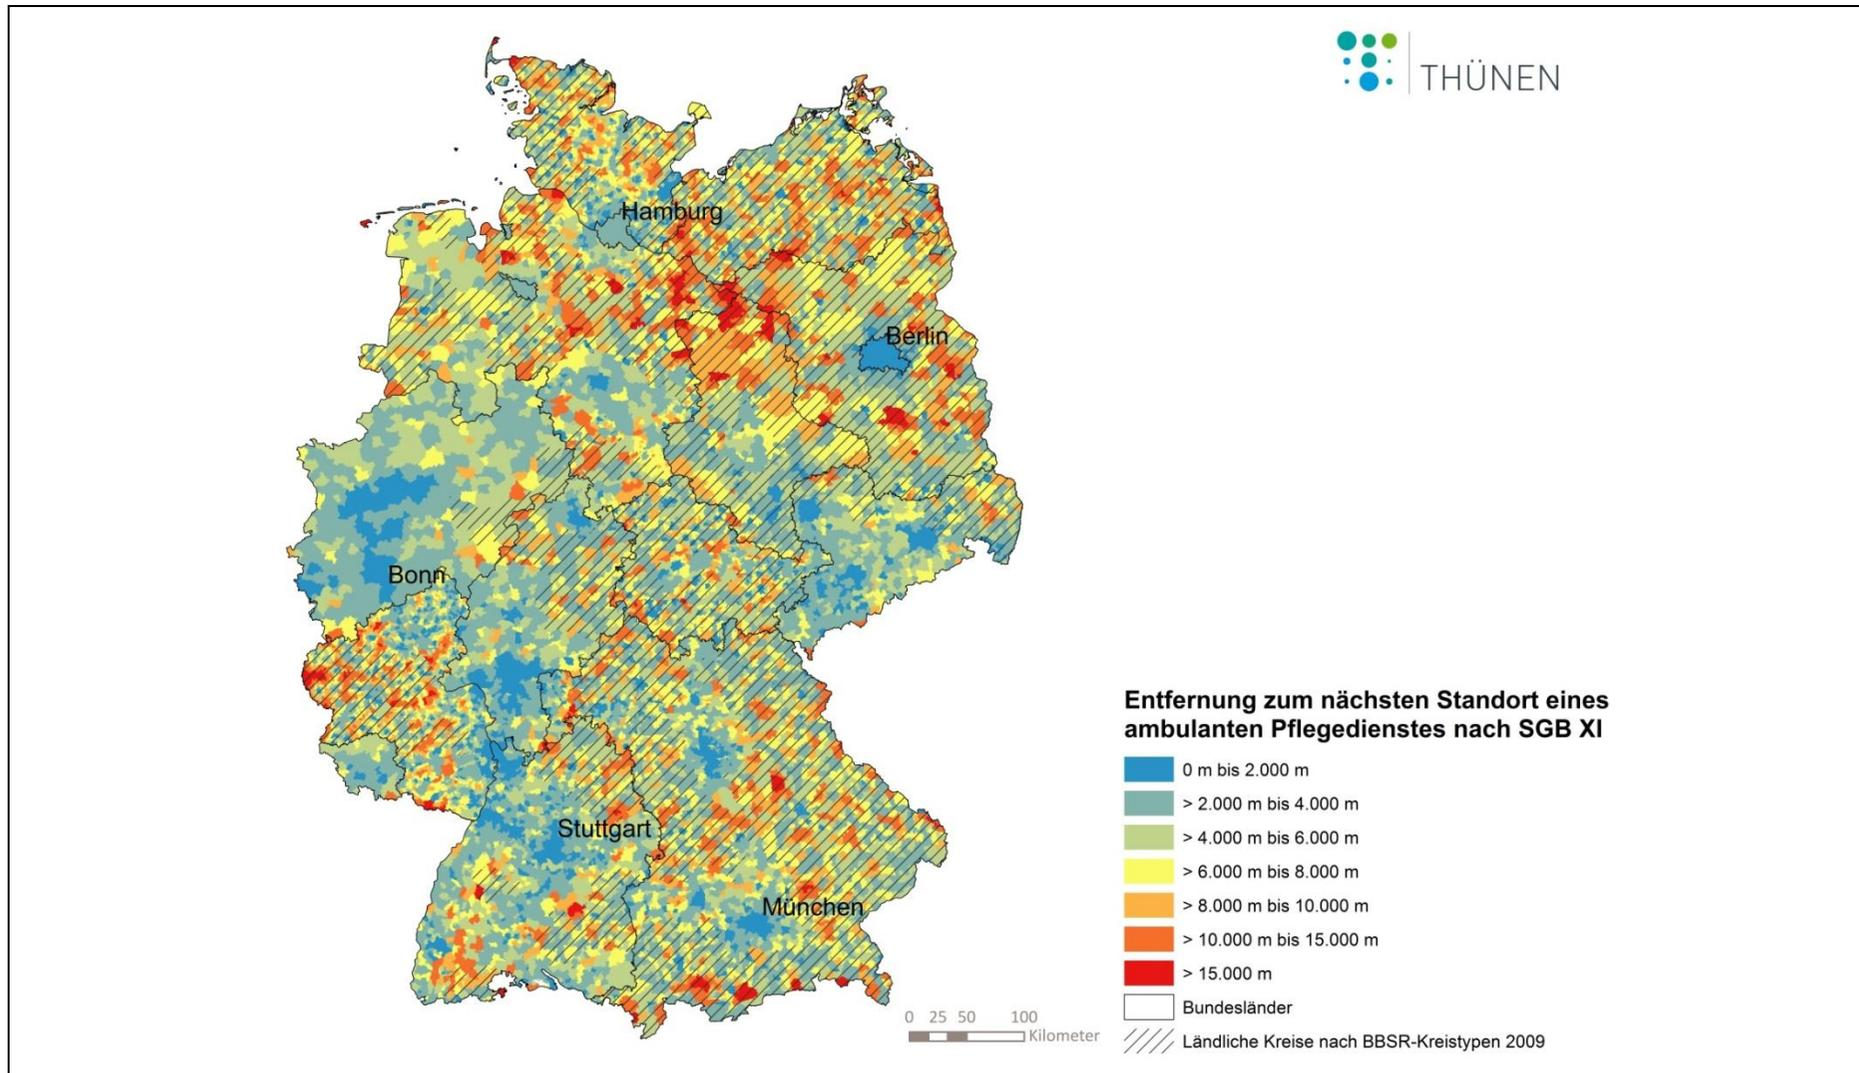 THÜNEN
Hamburg
Berlin
Bonn
Stuttgart
München
Entfernung zum nächsten Standort eines
ambulanten Pflegedienstes nach SGB XI
0 m bis 2.000 m
> 2.000 m bis 4.000 m
> 4.000 m bis 6.000 m
> 6.000 m bis 8.000 m
> 8.000 m bis 10.000 m
> 10.000 m bis 15.000 m
> 15.000 m
Bundesländer
Ländliche Kreise nach BBSR-Kreistypen 2009
0 25 50 100
Kilometer